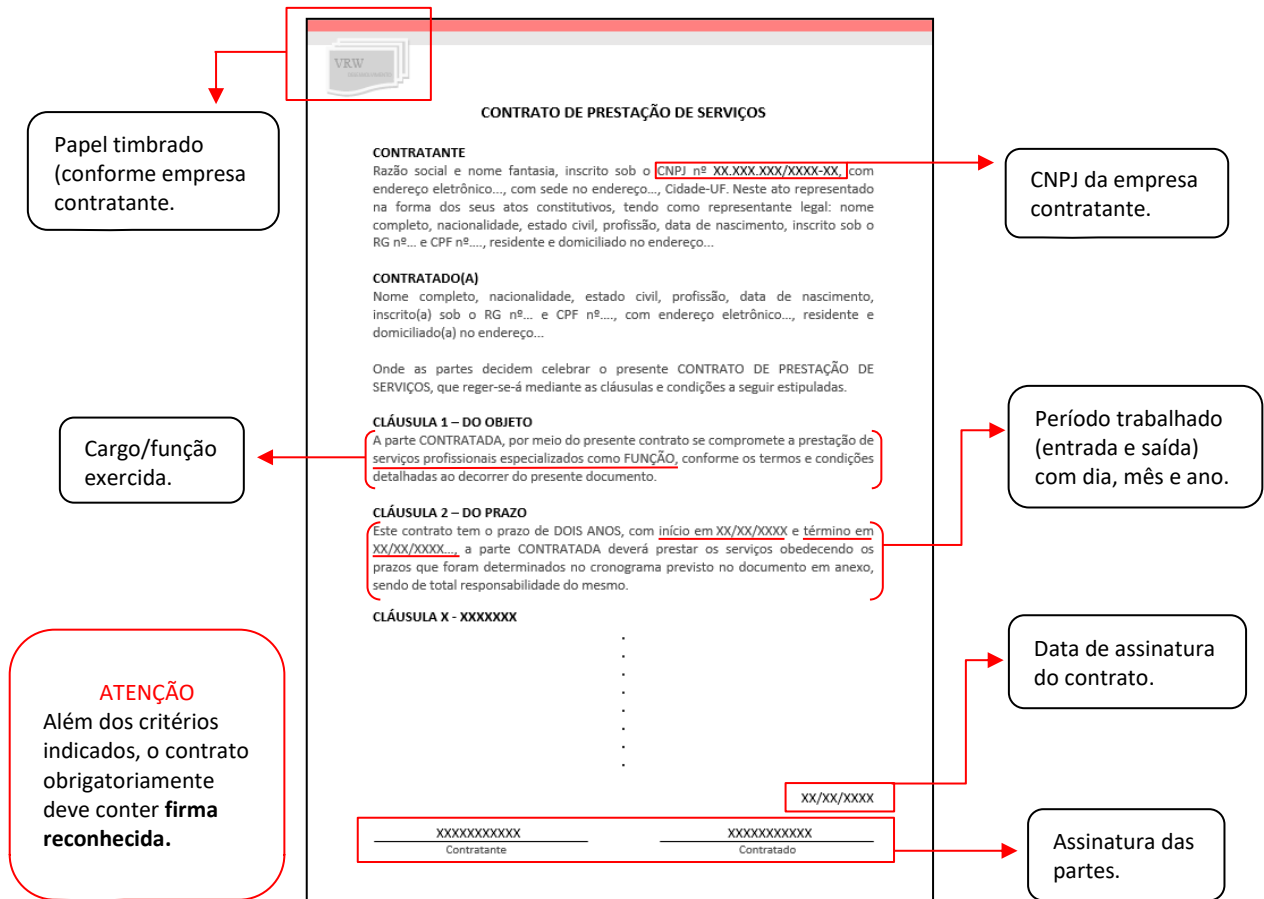 VRW
CONTRATO DE PRESTAÇÃO DE SERVIÇOS
Papel timbrado
(conforme empresa
contratante.
CONTRATANTE
Razão social e nome fantasia, inscrito sob o CNPJ nº XX.XXX.XXX/XXXX-XX, com
endereço eletrônico..., com sede no endereço..., Cidade-UF. Neste ato representado
na forma dos seus atos constitutivos, tendo como representante legal: nome
completo, nacionalidade, estado civil, profissão, data de nascimento, inscrito sob o
RG nº... e CPF nº...., residente e domiciliado no endereço...
CNPJ da empresa
contratante.
CONTRATADO(A)
Nome completo, nacionalidade, estado civil, profissão, data de nascimento,
inscrito(a) sob o RG nº... e CPF nº...., com endereço eletrônico..., residente e
domiciliado(a) no endereço...
Onde as partes decidem celebrar o presente CONTRATO DE PRESTAÇÃO DE
SERVIÇOS, que reger-se-á mediante as cláusulas e condições a seguir estipuladas.
CLÁUSULA 1 – DO OBJETO
A parte CONTRATADA, por meio do presente contrato se compromete a prestação de
serviços profissionais especializados como FUNÇÃO, conforme os termos e condições
detalhadas ao decorrer do presente documento.
Cargo/função
exercida.
Período trabalhado
(entrada e saída)
com dia, mês e ano.
CLÁUSULA 2 – DO PRAZO
Este contrato tem o prazo de DOIS ANOS, com início em XX/XX/XXXX e término em
XX/XX/XXXX..., a parte CONTRATADA deverá prestar os serviços obedecendo os
prazos que foram determinados no cronograma previsto no documento em anexo,
sendo de total responsabilidade do mesmo.
CLÁUSULA X - XXXXXXX
.
.
.
.
.
.
.
.
ATENÇÃO
Além dos critérios
indicados, o contrato
obrigatoriamente
deve conter firma
reconhecida.
Data de assinatura
do contrato.
XX/XX/XXXX
XXXXXXXXXXX XXXXXXXXXXX
Contratante Contratado
Assinatura das
partes.